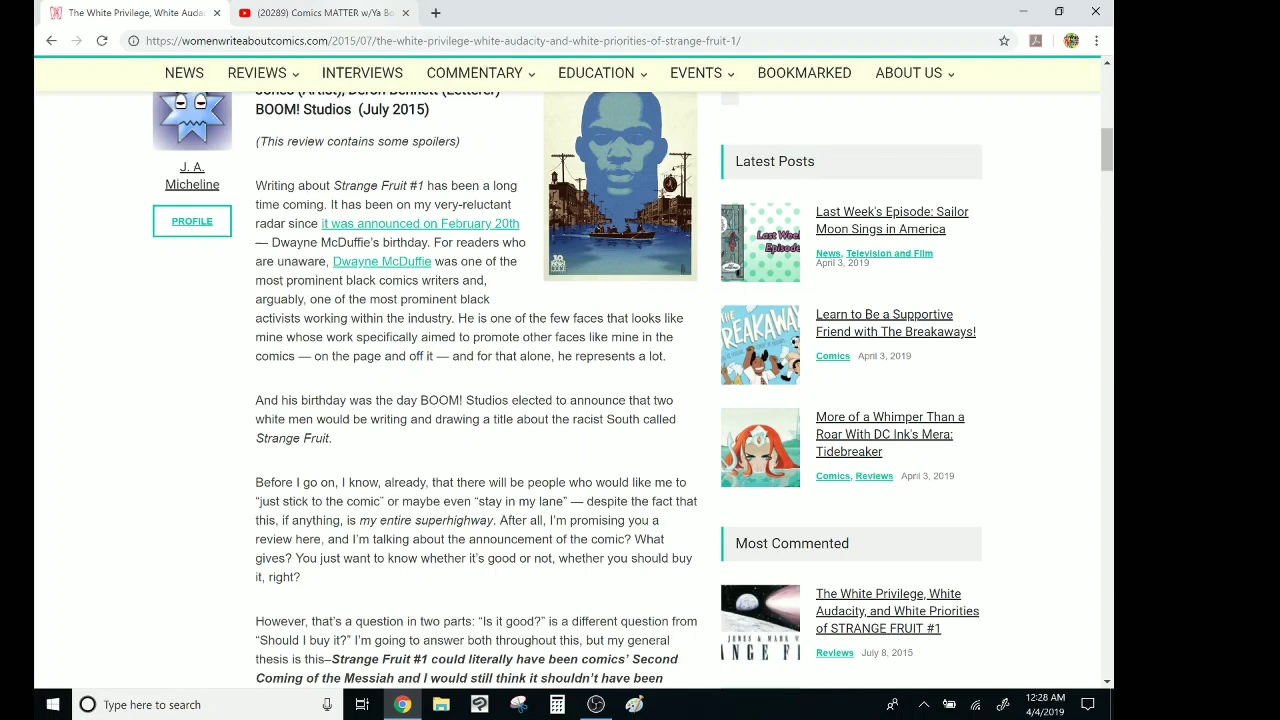 The White Privilege, White Audac
(20289) Comics MATTER w/Ya Bo
https://womenwriteaboutcomics.com/2015/07/the-white-privilege-white-audacity-and-white-priorities-of-strange-fruit-1/
NEWS REVIEWS INTERVIEWS COMMENTARY EDUCATION EVENTS BOOKMARKED ABOUT US
Jones (Artist), Deron Bennett (Letterer)
BOOM! Studios (July 2015)
(This review contains some spoilers)
J. A.
Micheline
PROFILE
Writing about Strange Fruit #1 has been a long
time coming. It has been on my very-reluctant
radar since it was announced on February 20th
— Dwayne McDuffie's birthday. For readers who
are unaware, Dwayne McDuffie was one of the
most prominent black comics writers and,
arguably, one of the most prominent black
activists working within the industry. He is one of the few faces that looks like
mine whose work specifically aimed to promote other faces like mine in the
comics — on the page and off it — and for that alone, he represents a lot.
And his birthday was the day BOOM! Studios elected to announce that two
white men would be writing and drawing a title about the racist South called
Strange Fruit.
Before I go on, I know, already, that there will be people who would like me to
“just stick to the comic” or maybe even “stay in my lane” — despite the fact that
this, if anything, is my entire superhighway. After all, I'm promising you a
review here, and I'm talking about the announcement of the comic? What
gives? You just want to know whether it's good or not, whether you should buy
it, right?
However, that's a question in two parts: “Is it good?” is a different question from
“Should I buy it?” I'm going to answer both throughout this, but my general
thesis is this–Strange Fruit #1 could literally have been comics' Second
Coming of the Messiah and I would still think it shouldn't have been
Latest Posts
Last Week
Episode
Last Week's Episode: Sailor
Moon Sings in America
News, Television and Film
April 3, 2019
THE
BREAKAWA
Learn to Be a Supportive
Friend with The Breakaways!
Comics April 3, 2019
More of a Whimper Than a
Roar With DC Ink's Mera:
Tidebreaker
Comics, Reviews April 3, 2019
Most Commented
JONES & MARK
ANGE F
The White Privilege, White
Audacity, and White Priorities
of STRANGE FRUIT #1
Reviews July 8, 2015
Type here to search
12:28 AM
4/4/2019